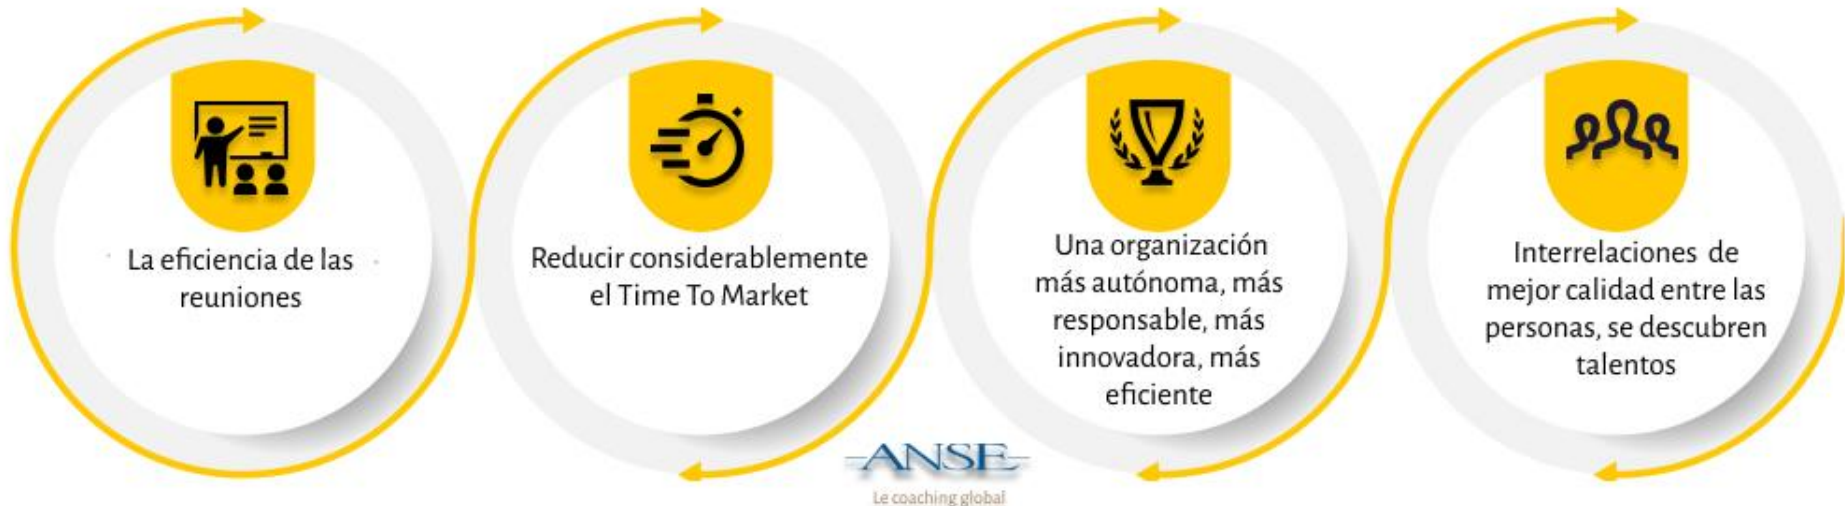 La eficiencia de las
reuniones
Reducir considerablemente
el Time To Market
Una organización
más autónoma, más
responsable, más
innovadora, más
eficiente
Interrelaciones de
mejor calidad entre las
personas, se descubren
talentos
ANSE
Le coaching global